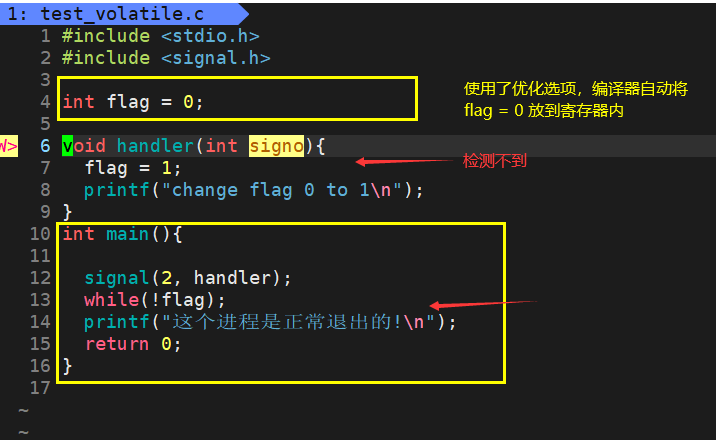 1: test_volatile.c
1 #include <stdio.h>
2 #include <signal.h>
3
4 int flag = 0;
使用了优化选项，编译器自动将
flag = 0 放到寄存器内
5
W> 6 void handler(int signo){
7 flag = 1;
检测不到
8 printf("change flag 0 to 1\n");
9 }
10 int main(){
11
12 signal(2, handler);
13 while(!flag);
14 printf("这个进程是正常退出的!\n");
15 return 0;
16 }
17
~
~